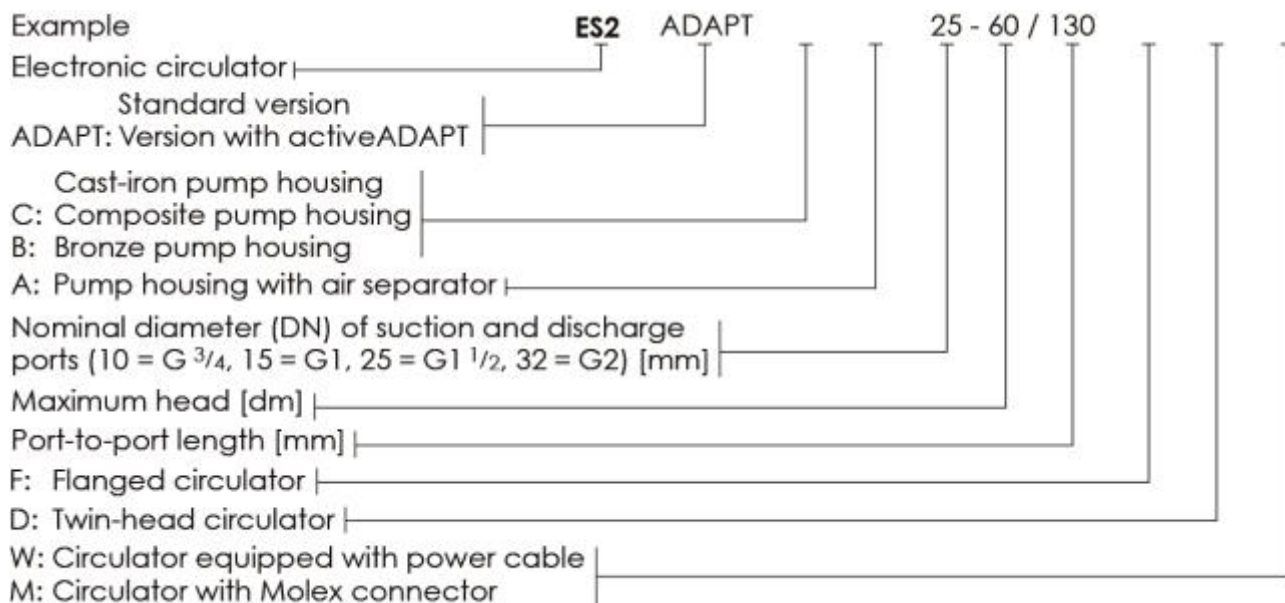 Example ES2 ADAPT 25 - 60 / 130
Electronic circulator
Standard version
ADAPT: Version with activeADAPT
Cast-iron pump housing
C: Composite pump housing
B: Bronze pump housing
A: Pump housing with air separator
Nominal diameter (DN) of suction and discharge
ports (10 = G 3/4, 15 = G1, 25 = G1 1/2, 32 = G2) [mm]
Maximum head [dm]
Port-to-port length [mm]
F: Flanged circulator
D: Twin-head circulator
W: Circulator equipped with power cable
M: Circulator with Molex connector